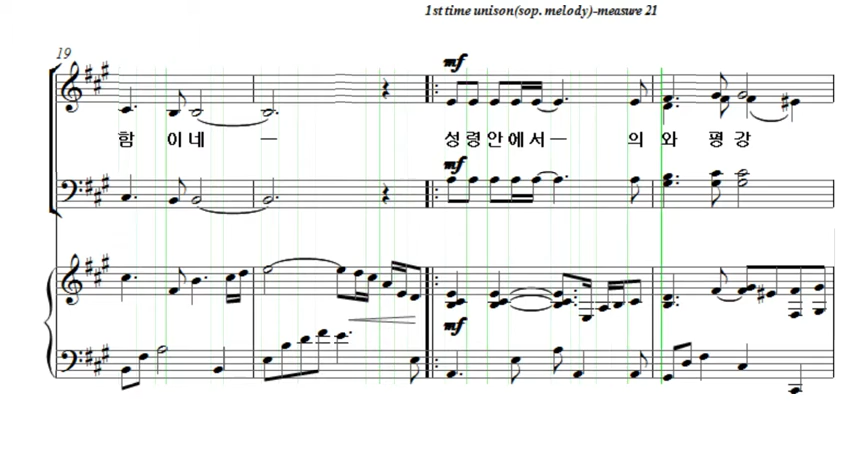 1st time unison(sop. melody)-measure 21
19
mf
함 이 네 — 성 령 안 에 서 — 의 와 평 강
mf
mf